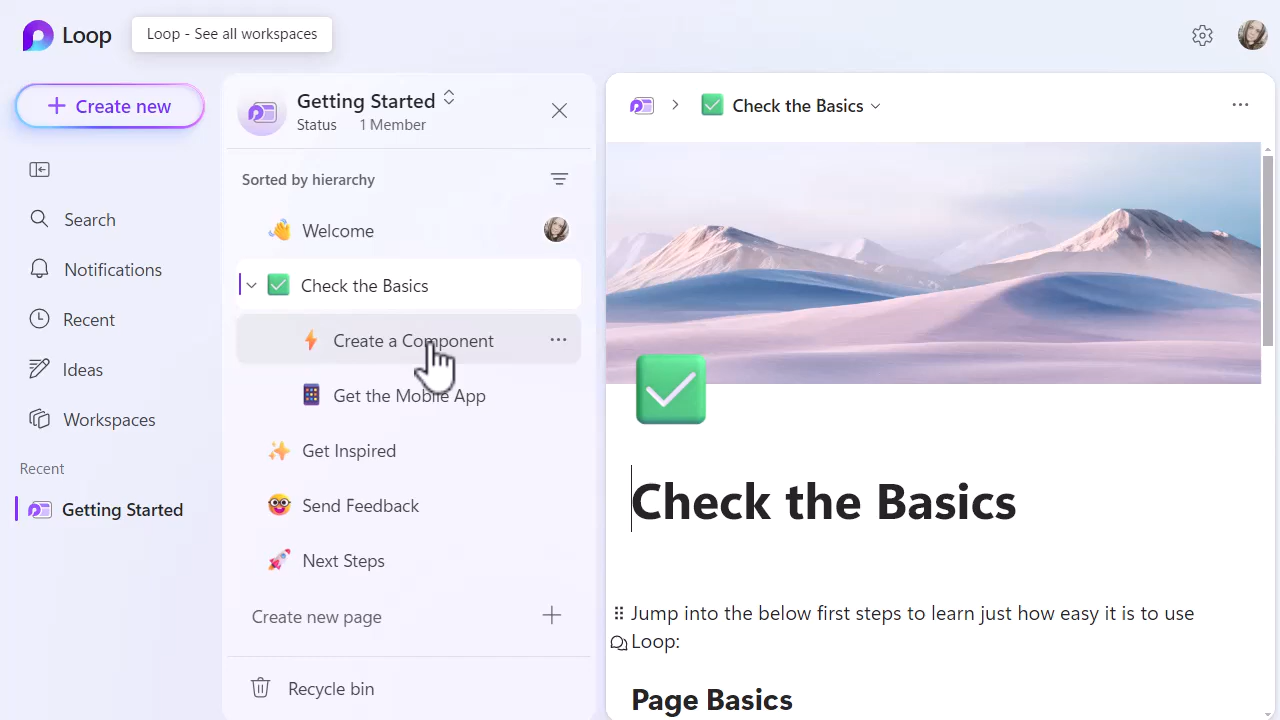 Loop
Loop - See all workspaces
Create new
Search
Notifications
Recent
Ideas
Workspaces
Recent
Getting Started
Getting Started
Status 1 Member
Sorted by hierarchy
Welcome
Check the Basics
Create a Component
Get the Mobile App
Get Inspired
Send Feedback
Next Steps
Create new page
Recycle bin
Check the Basics
Check the Basics
Jump into the below first steps to learn just how easy it is to use
Loop:
Page Basics